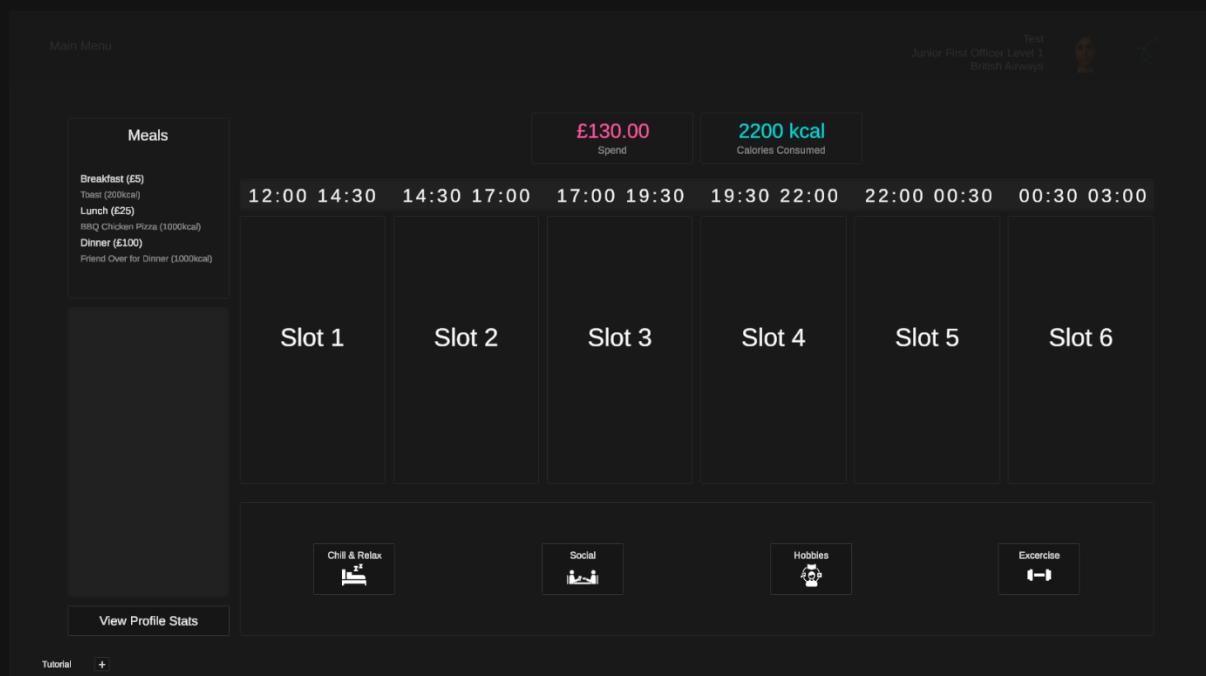 Main Menu
Test
Junior First Officer Level 1
British Airways
Meals
Breakfast (£5)
Toast (200kcal)
Lunch (£25)
BBQ Chicken Pizza (1000kcal)
Dinner (£100)
Friend Over for Dinner (1000kcal)
£130.00
Spend
2200 kcal
Calories Consumed
12:00 14:30 14:30 17:00 17:00 19:30 19:30 22:00 22:00 00:30 00:30 03:00
Slot 1 Slot 2 Slot 3 Slot 4 Slot 5 Slot 6
Chill & Relax Social Hobbies Excercise
View Profile Stats
Tutorial +